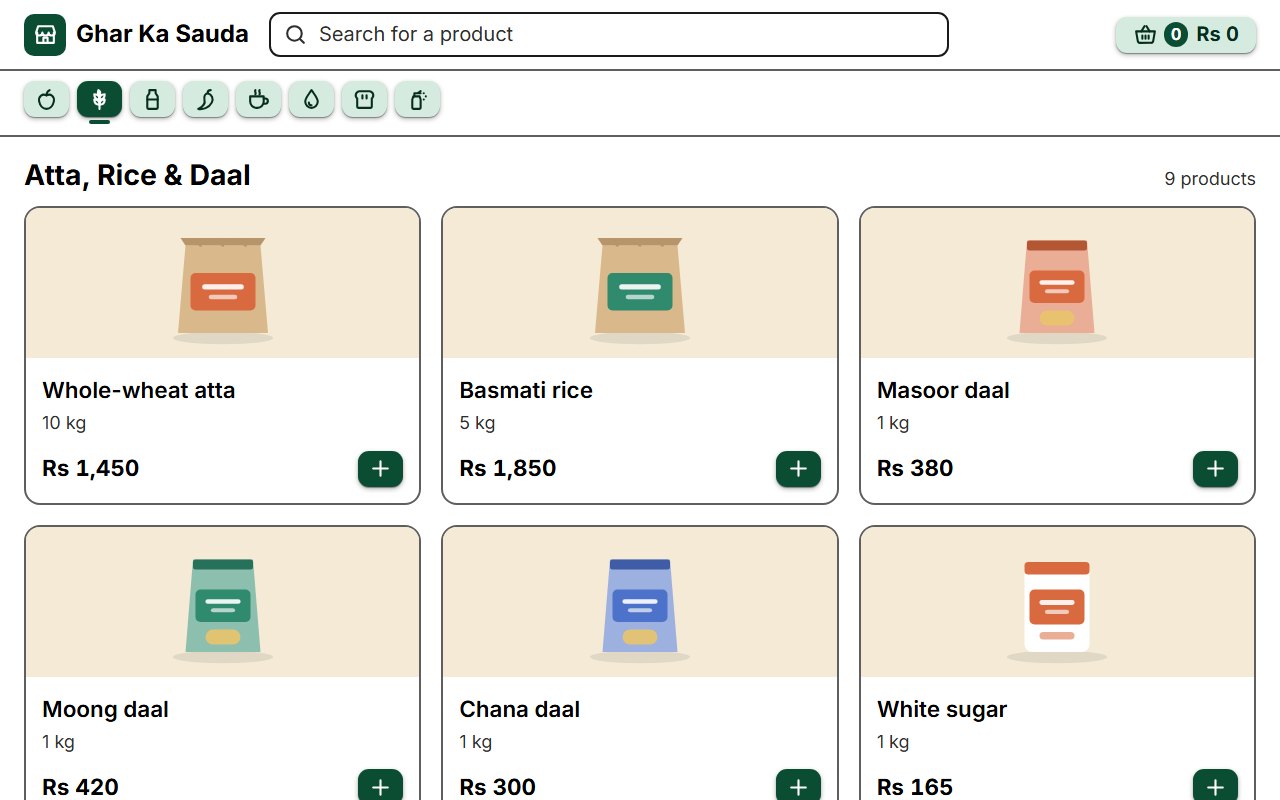 Ghar Ka Sauda
Search for a product
0 Rs 0
Atta, Rice & Daal
9 products
Whole-wheat atta
10 kg
Rs 1,450
Basmati rice
5 kg
Rs 1,850
Masoor daal
1 kg
Rs 380
Moong daal
1 kg
Rs 420
Chana daal
1 kg
Rs 300
White sugar
1 kg
Rs 165